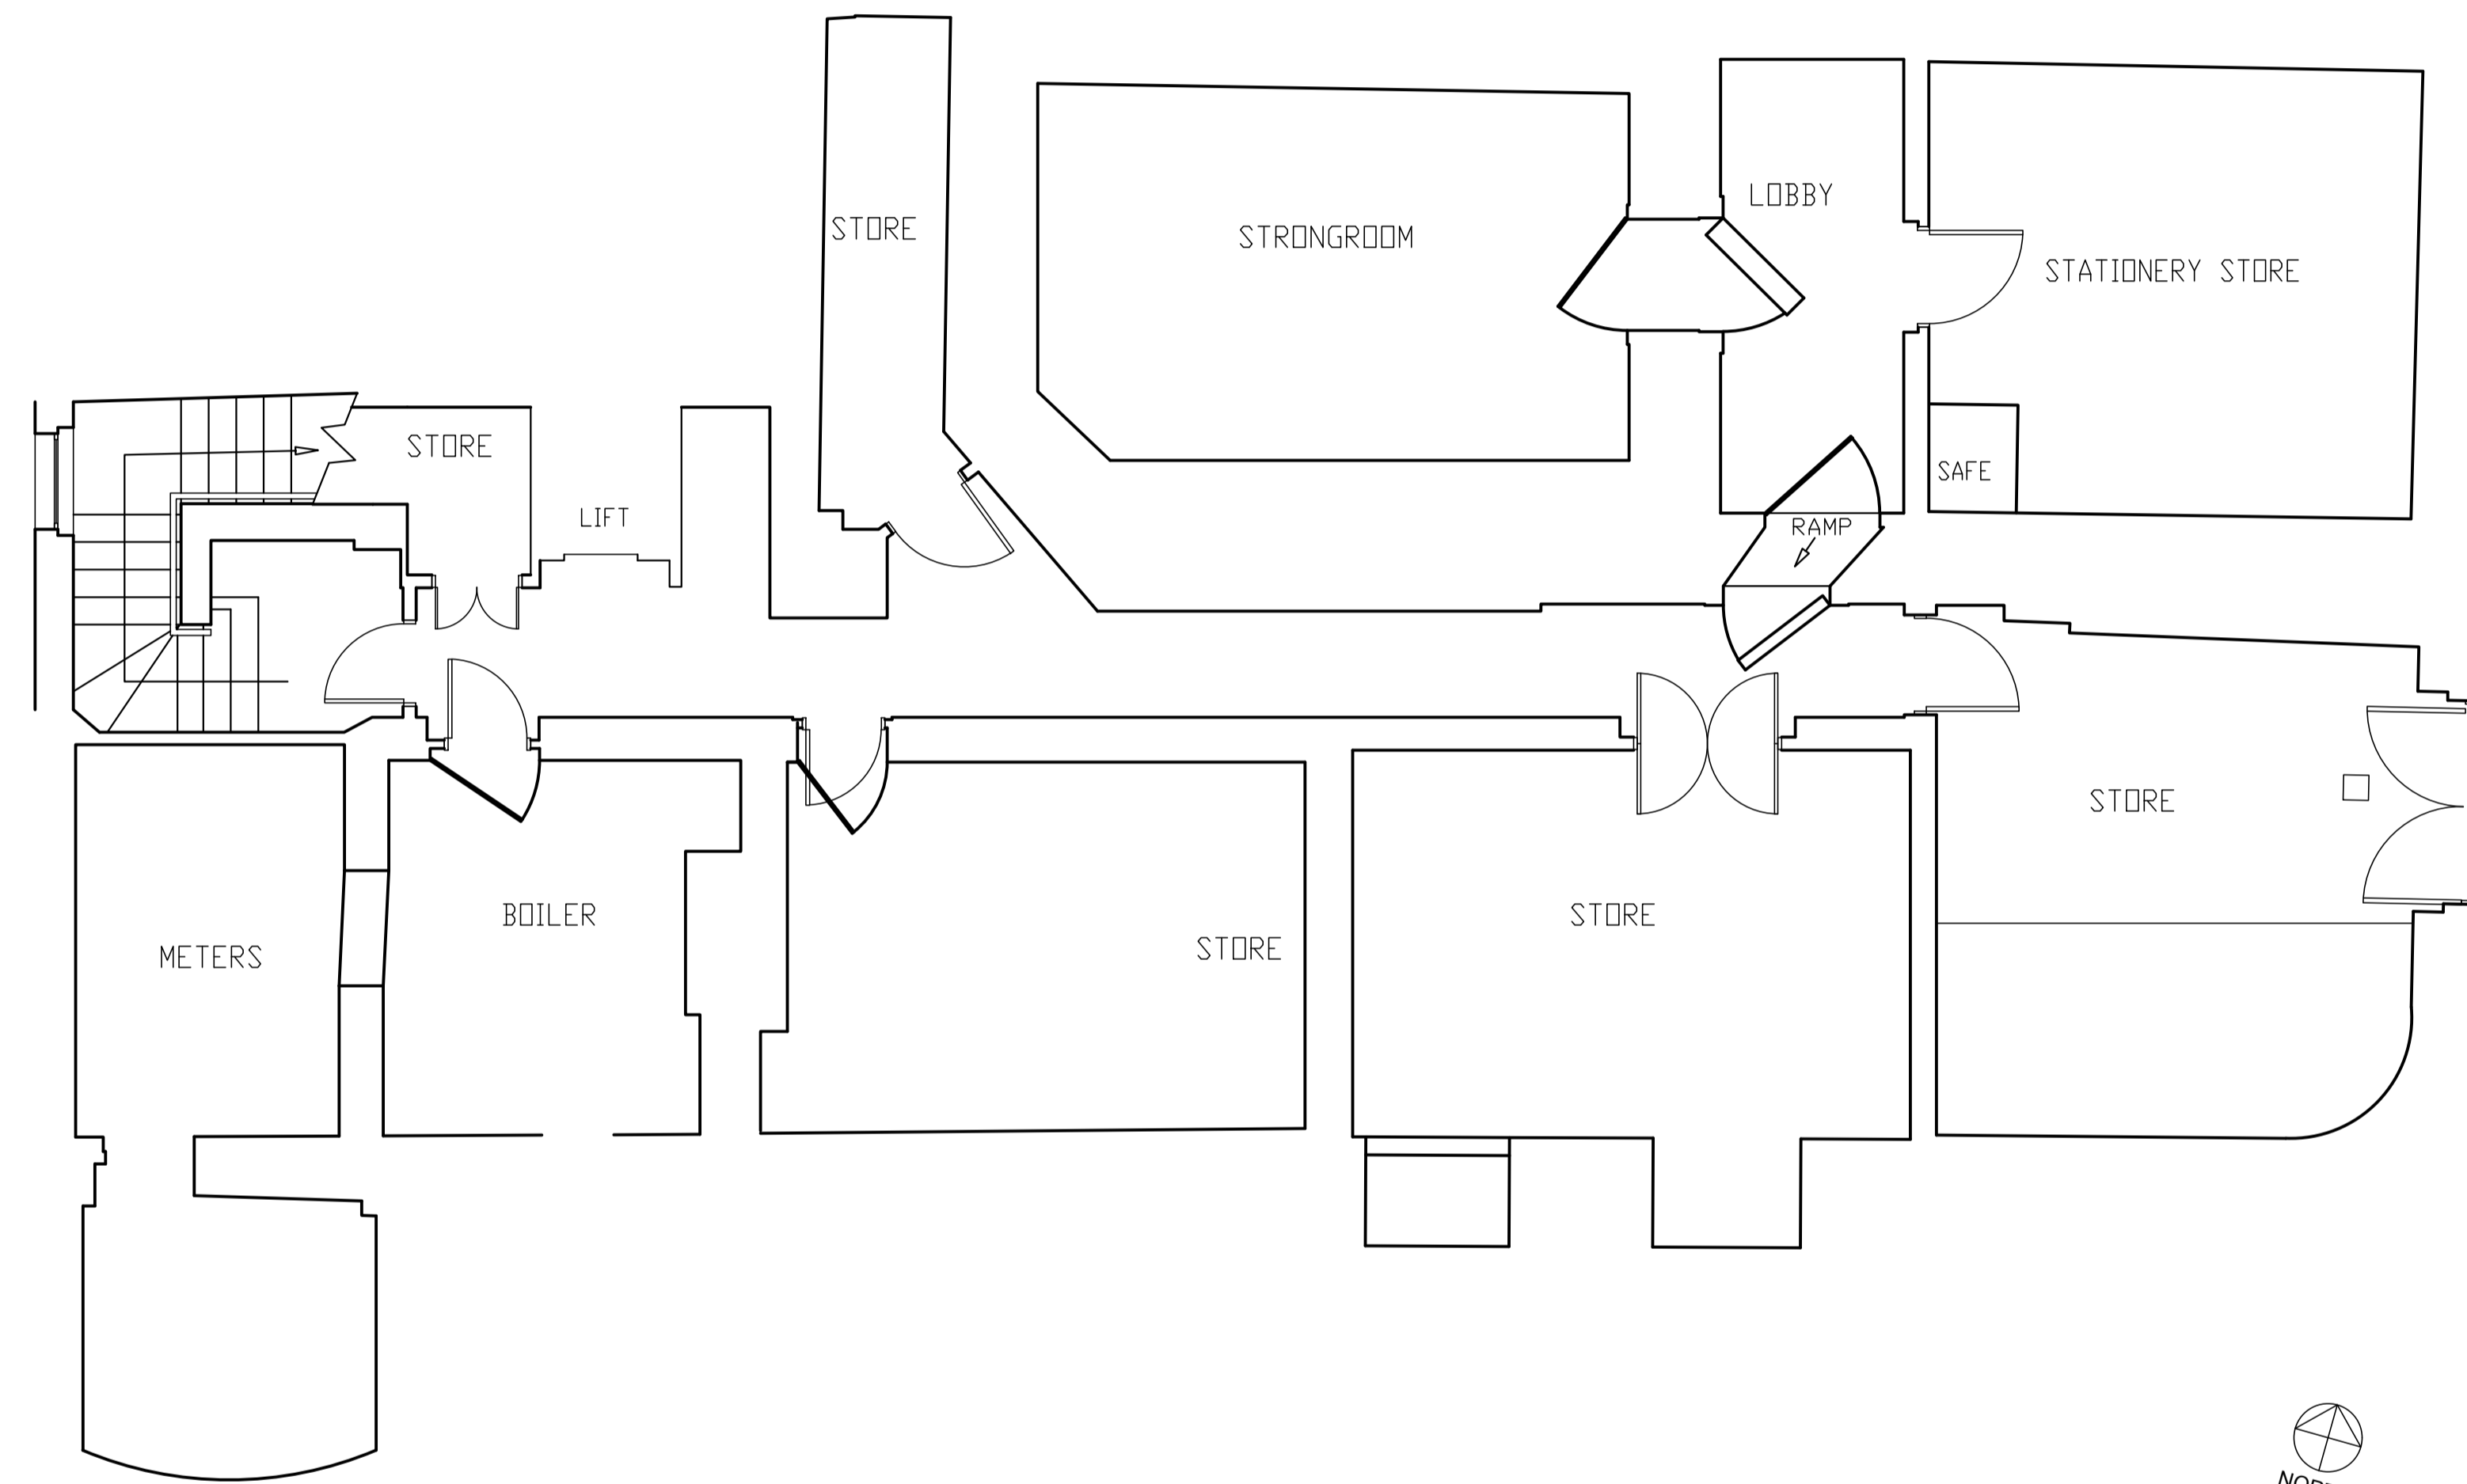 LOBBY
STORE
STRONGROOM
STATIONERY STORE
STORE
SAFE
LIFT
RAMP
STORE
BOILER
STORE
STORE
METERS